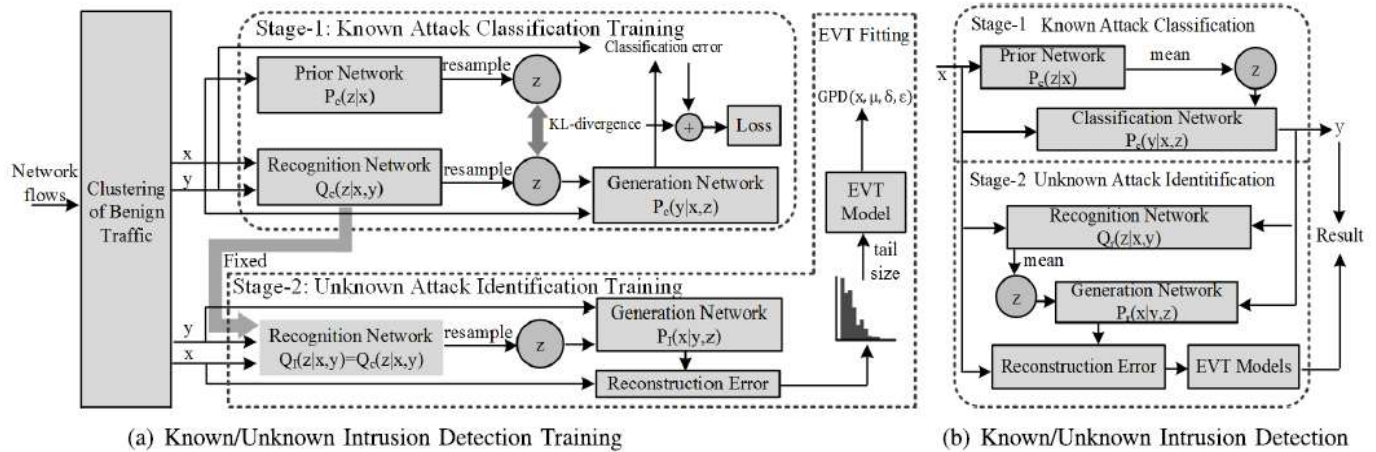 Stage-1: Known Attack Classification Training
Classification error
Prior Network
P_c(z|x)
resample
z
KL-divergence
+
Loss
Network
flows
Clustering
of Benign
Traffic
x
y
Recognition Network
Q_c(z|x,y)
resample
z
Generation Network
P_c(y|x,z)
Fixed
Stage-2: Unknown Attack Identification Training
y
x
Recognition Network
Q_I(z|x,y)=Q_c(z|x,y)
resample
z
Generation Network
P_I(x|y,z)
Reconstruction Error
EVT Fitting
GPD(x, μ, δ, ε)
EVT
Model
tail
size
(a) Known/Unknown Intrusion Detection Training
Stage-1 Known Attack Classification
x
Prior Network
P_c(z|x)
mean
z
Classification Network
P_c(y|x,z)
y
Stage-2 Unknown Attack Identitification
Recognition Network
Q_r(z|x,y)
mean
z
Generation Network
P_r(x|y,z)
Reconstruction Error
EVT Models
Result
(b) Known/Unknown Intrusion Detection